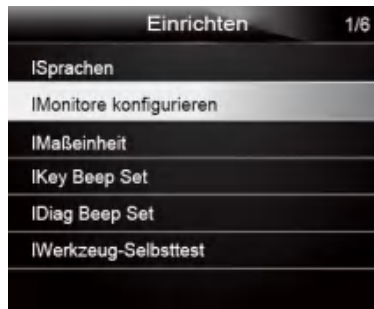 Einrichten 1/6
ISprachen
IMonitore konfigurieren
IMaßeinheit
IKey Beep Set
IDiag Beep Set
IWerkzeug-Selbsttest